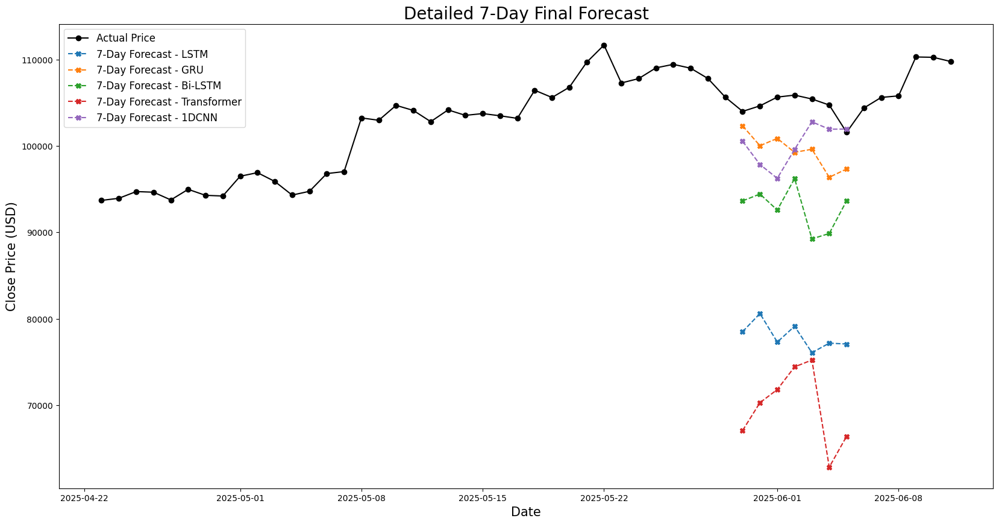 Detailed 7-Day Final Forecast
Actual Price
7-Day Forecast - LSTM
7-Day Forecast - GRU
7-Day Forecast - Bi-LSTM
7-Day Forecast - Transformer
7-Day Forecast - 1DCNN
Close Price (USD)
110000
100000
90000
80000
70000
2025-04-22
2025-05-01
2025-05-08
2025-05-15
2025-05-22
2025-06-01
2025-06-08
Date